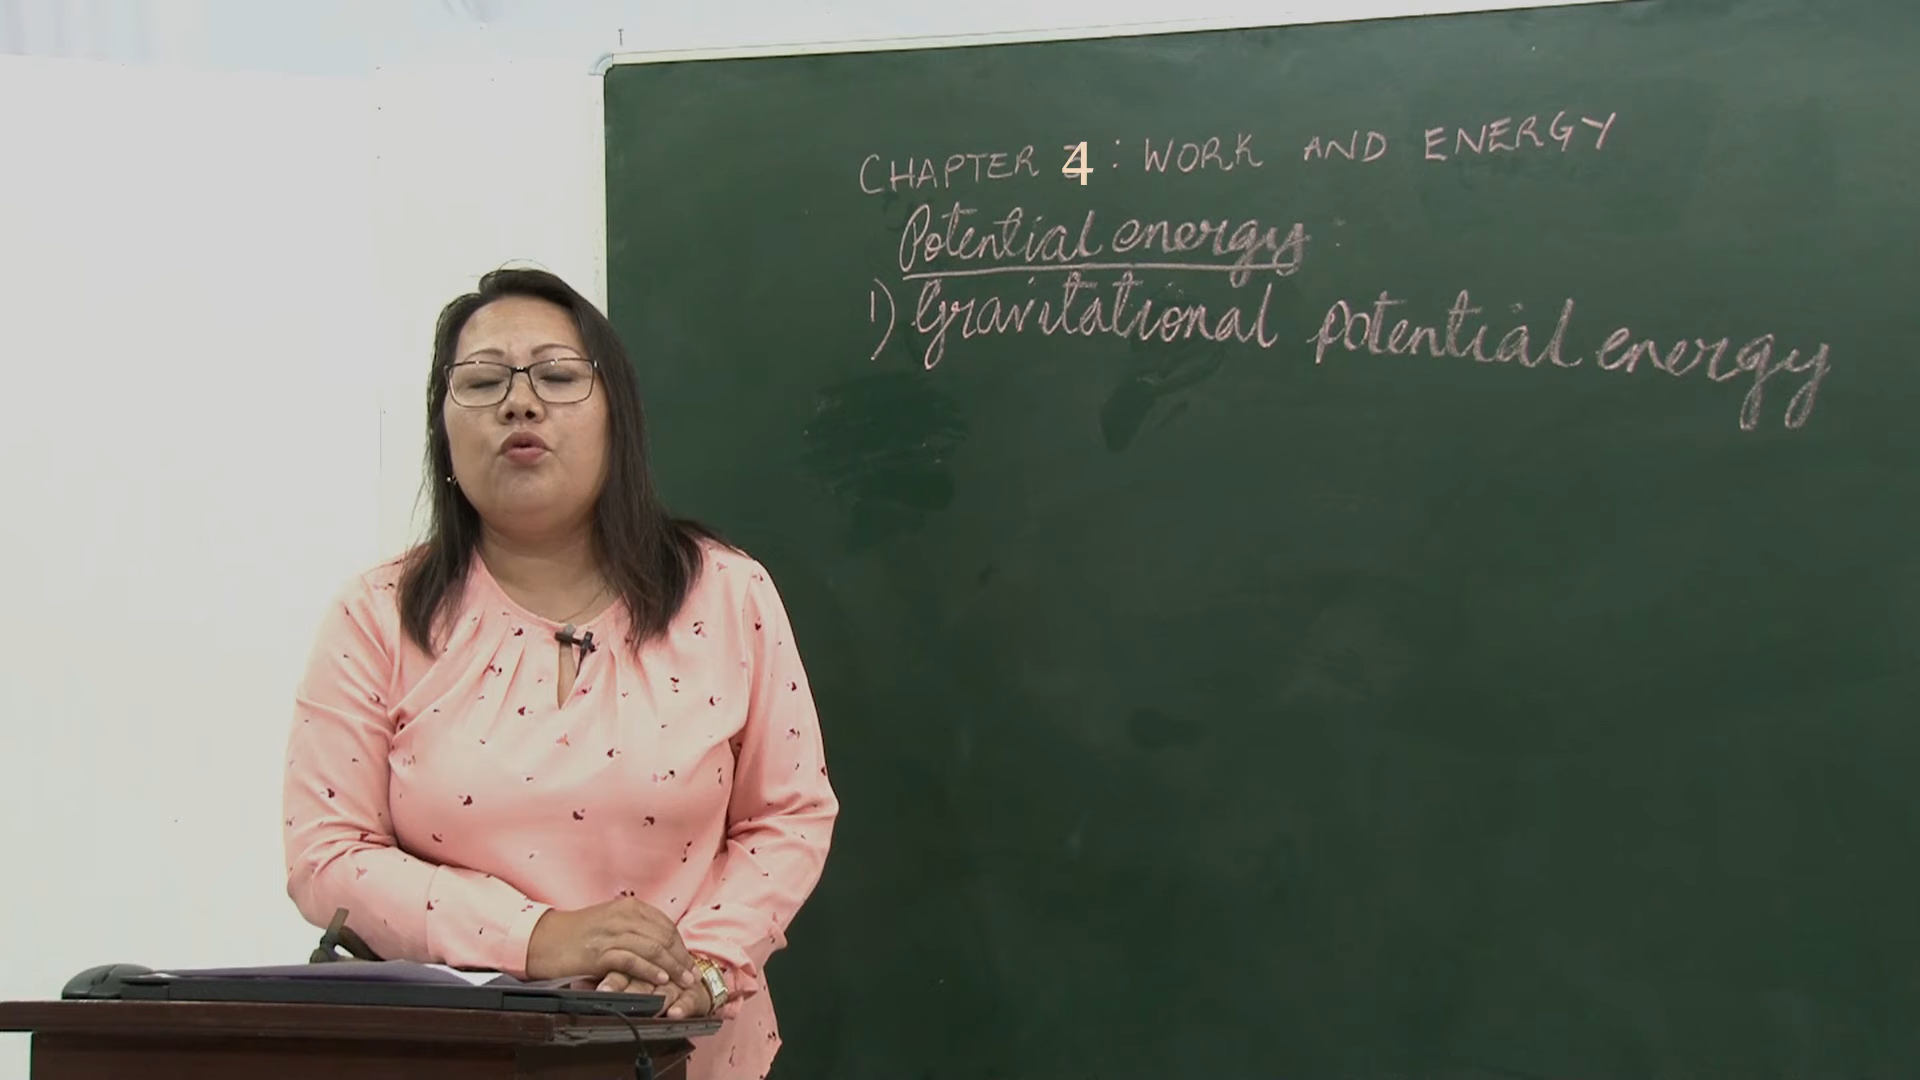 CHAPTER 4 : WORK AND ENERGY
Potential energy :
1) Gravitational potential energy